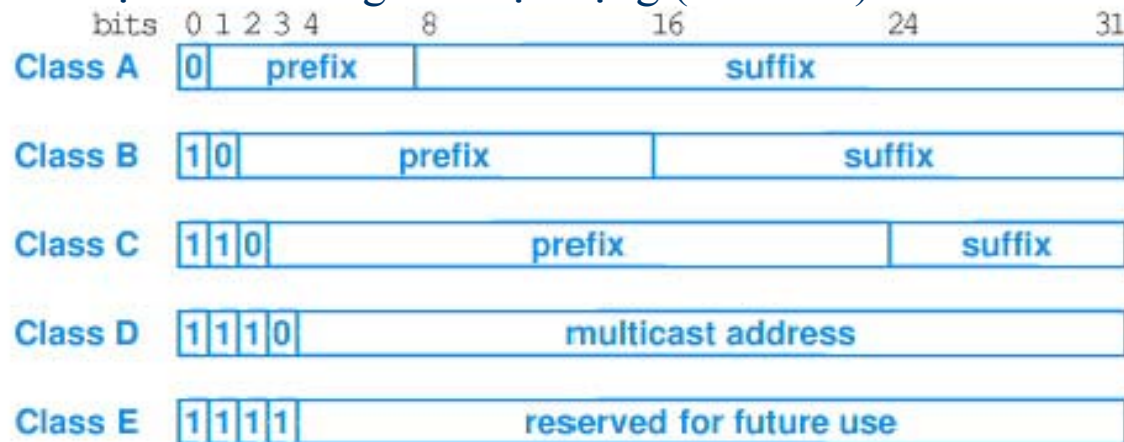 bits 0 1 2 3 4 8 16 24 31
Class A 0 prefix suffix
Class B 1 0 prefix suffix
Class C 1 1 0 prefix suffix
Class D 1 1 1 0 multicast address
Class E 1 1 1 1 reserved for future use